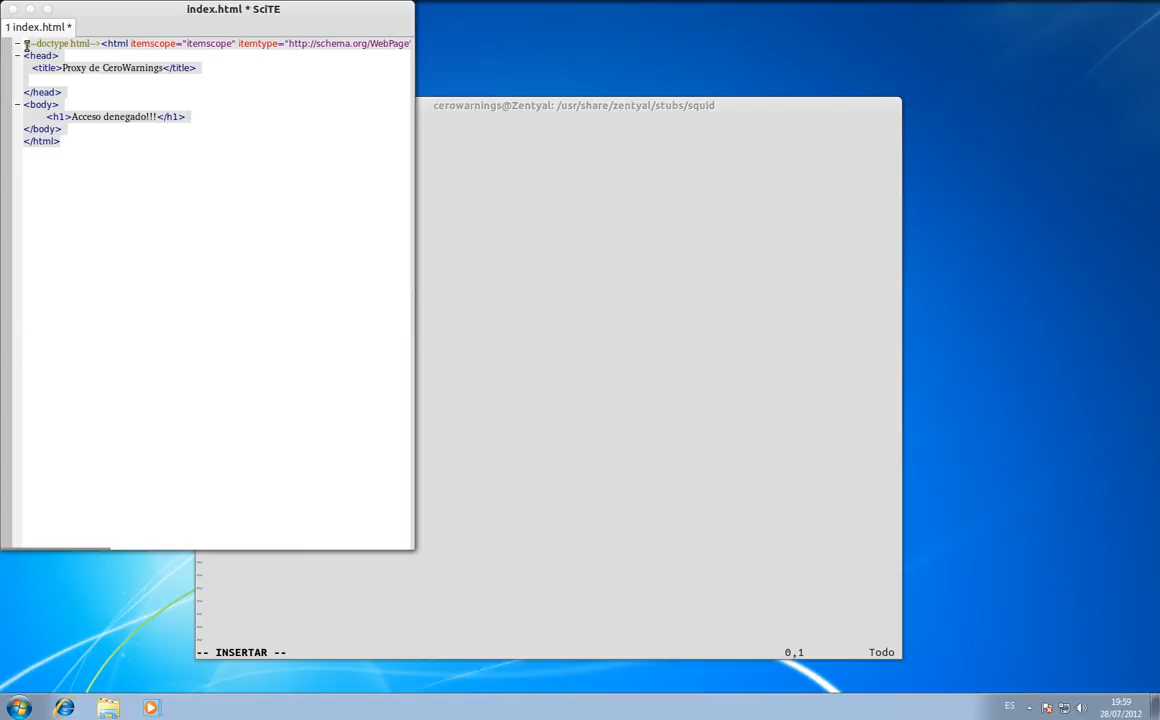 index.html * SciTE
1 index.html *
<!--doctype html--><html itemscope="itemscope" itemtype="http://schema.org/WebPage"
<head>
<title>Proxy de CeroWarnings</title>
</head>
<body>
<h1>Acceso denegado!!!</h1>
</body>
</html>
cerowarnings@Zentyal: /usr/share/zentyal/stubs/squid
~
~
~
~
~
~
~
-- INSERTAR --
0,1
Todo
ES
19:59
28/07/2012